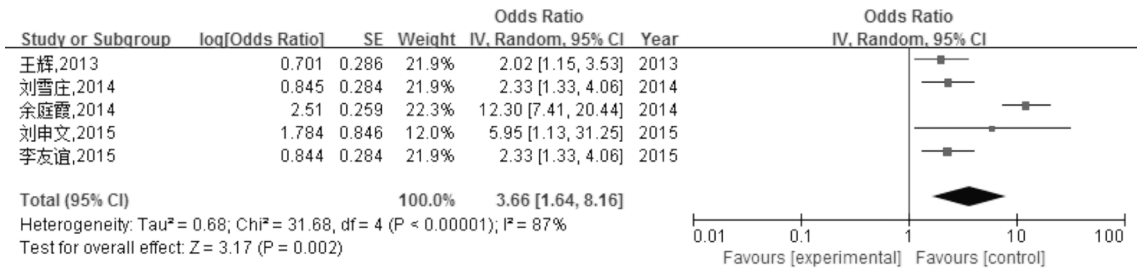 Odds Ratio Odds Ratio
Study or Subgroup log[Odds Ratio] SE Weight IV, Random, 95% CI Year IV, Random, 95% CI
王辉,2013 0.701 0.286 21.9% 2.02 [1.15, 3.53] 2013
刘雪庄,2014 0.845 0.284 21.9% 2.33 [1.33, 4.06] 2014
余庭霞,2014 2.51 0.259 22.3% 12.30 [7.41, 20.44] 2014
刘申文,2015 1.784 0.846 12.0% 5.95 [1.13, 31.25] 2015
李友谊,2015 0.844 0.284 21.9% 2.33 [1.33, 4.06] 2015
Total (95% CI) 100.0% 3.66 [1.64, 8.16]
Heterogeneity: Tau² = 0.68; Chi² = 31.68, df = 4 (P < 0.00001); I² = 87%
Test for overall effect: Z = 3.17 (P = 0.002)
0.01 0.1 1 10 100
Favours [experimental] Favours [control]